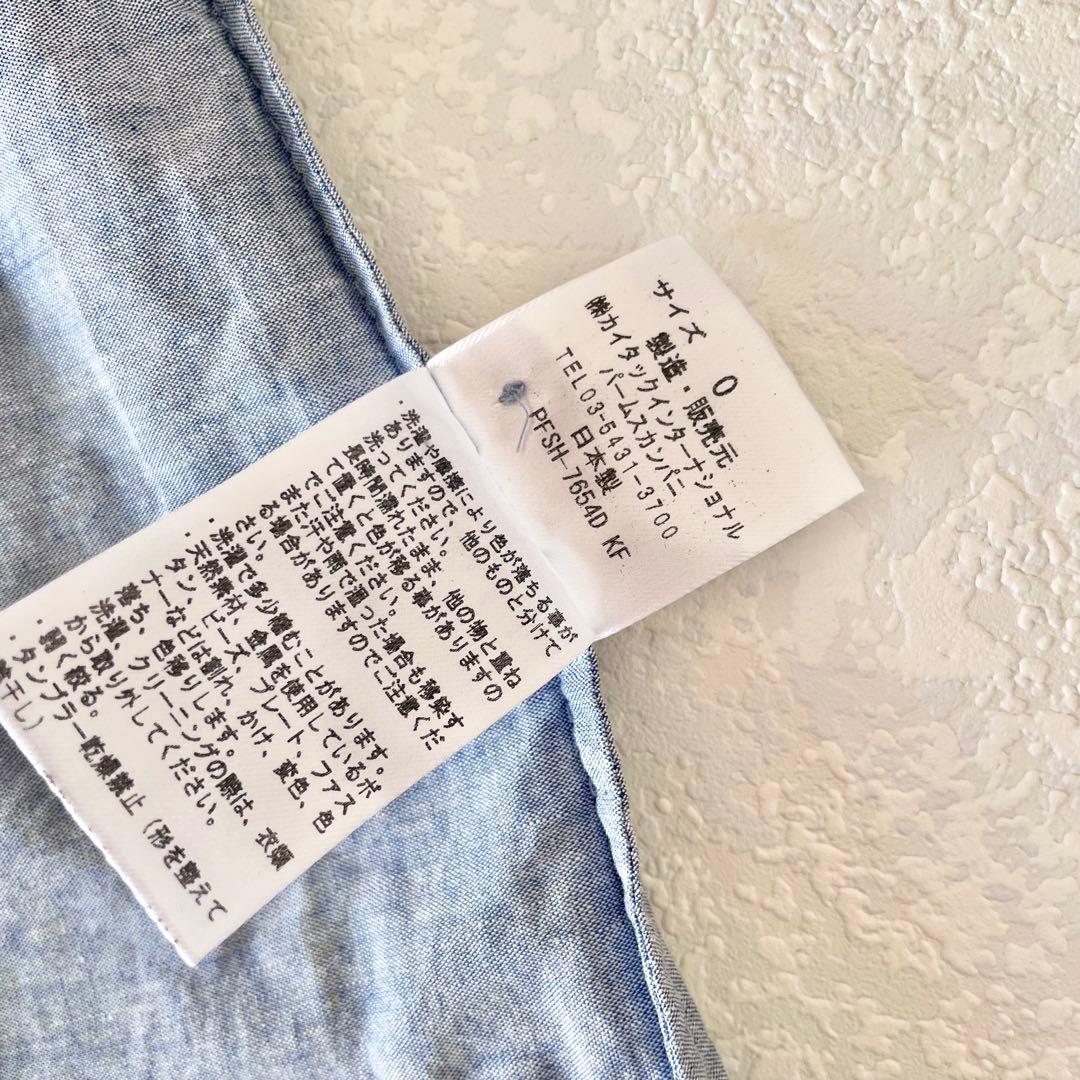 サイズ 0
製造・販売元
㈱カイタックインターナショナル
パームスカンパニ
TEL03-5431-3700
日本製
PFSH-7654D KF
・洗濯や摩擦により色が落ちる事が
ありますので、他のものと分けて
洗ってください。
長時間濡れたまま、他の物と重ね
て置くと色が移る事がありますの
でご注意ください。
また汗や雨で湿った場合も移染す
る場合がありますのでご注意くだ
さい。
・洗濯で多少縮むことがあります。
・天然素材、金属を使用しているボ
タン、ビーズ、プレート、ファス
ナーなどは割れ、かけ、変色、色
落ち、色移りします。
洗濯、クリーニングの際は、衣類
から取り外してください。
・弱く絞る。
・タンブラー乾燥禁止（形を整えて
干し）